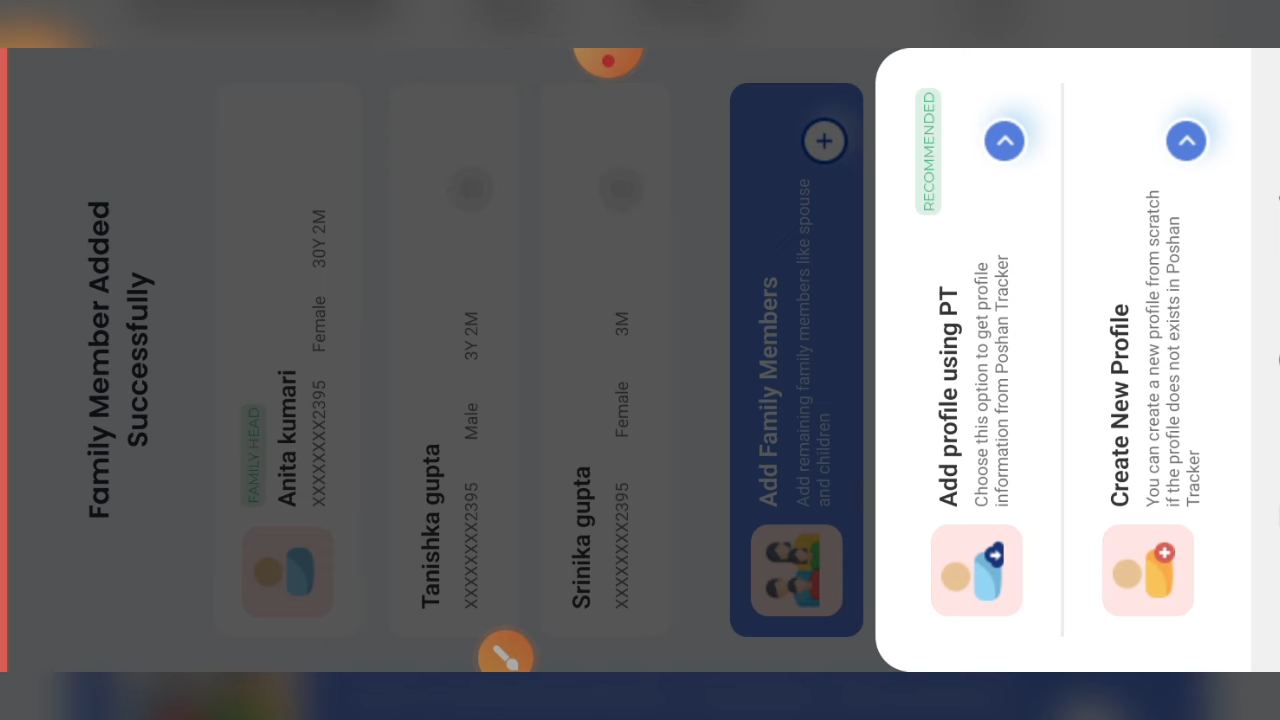 Family Member Added
Successfully
FAMILY HEAD
Anita kumari
XXXXXXXX2395 Female 30Y 2M
Tanishka gupta
XXXXXXXX2395 Male 3Y 2M
Srinika gupta
XXXXXXXX2395 Female 3M
Add Family Members
Add remaining family members like spouse
and children
RECOMMENDED
Add profile using PT
Choose this option to get profile
information from Poshan Tracker
Create New Profile
You can create a new profile from scratch
if the profile does not exists in Poshan
Tracker